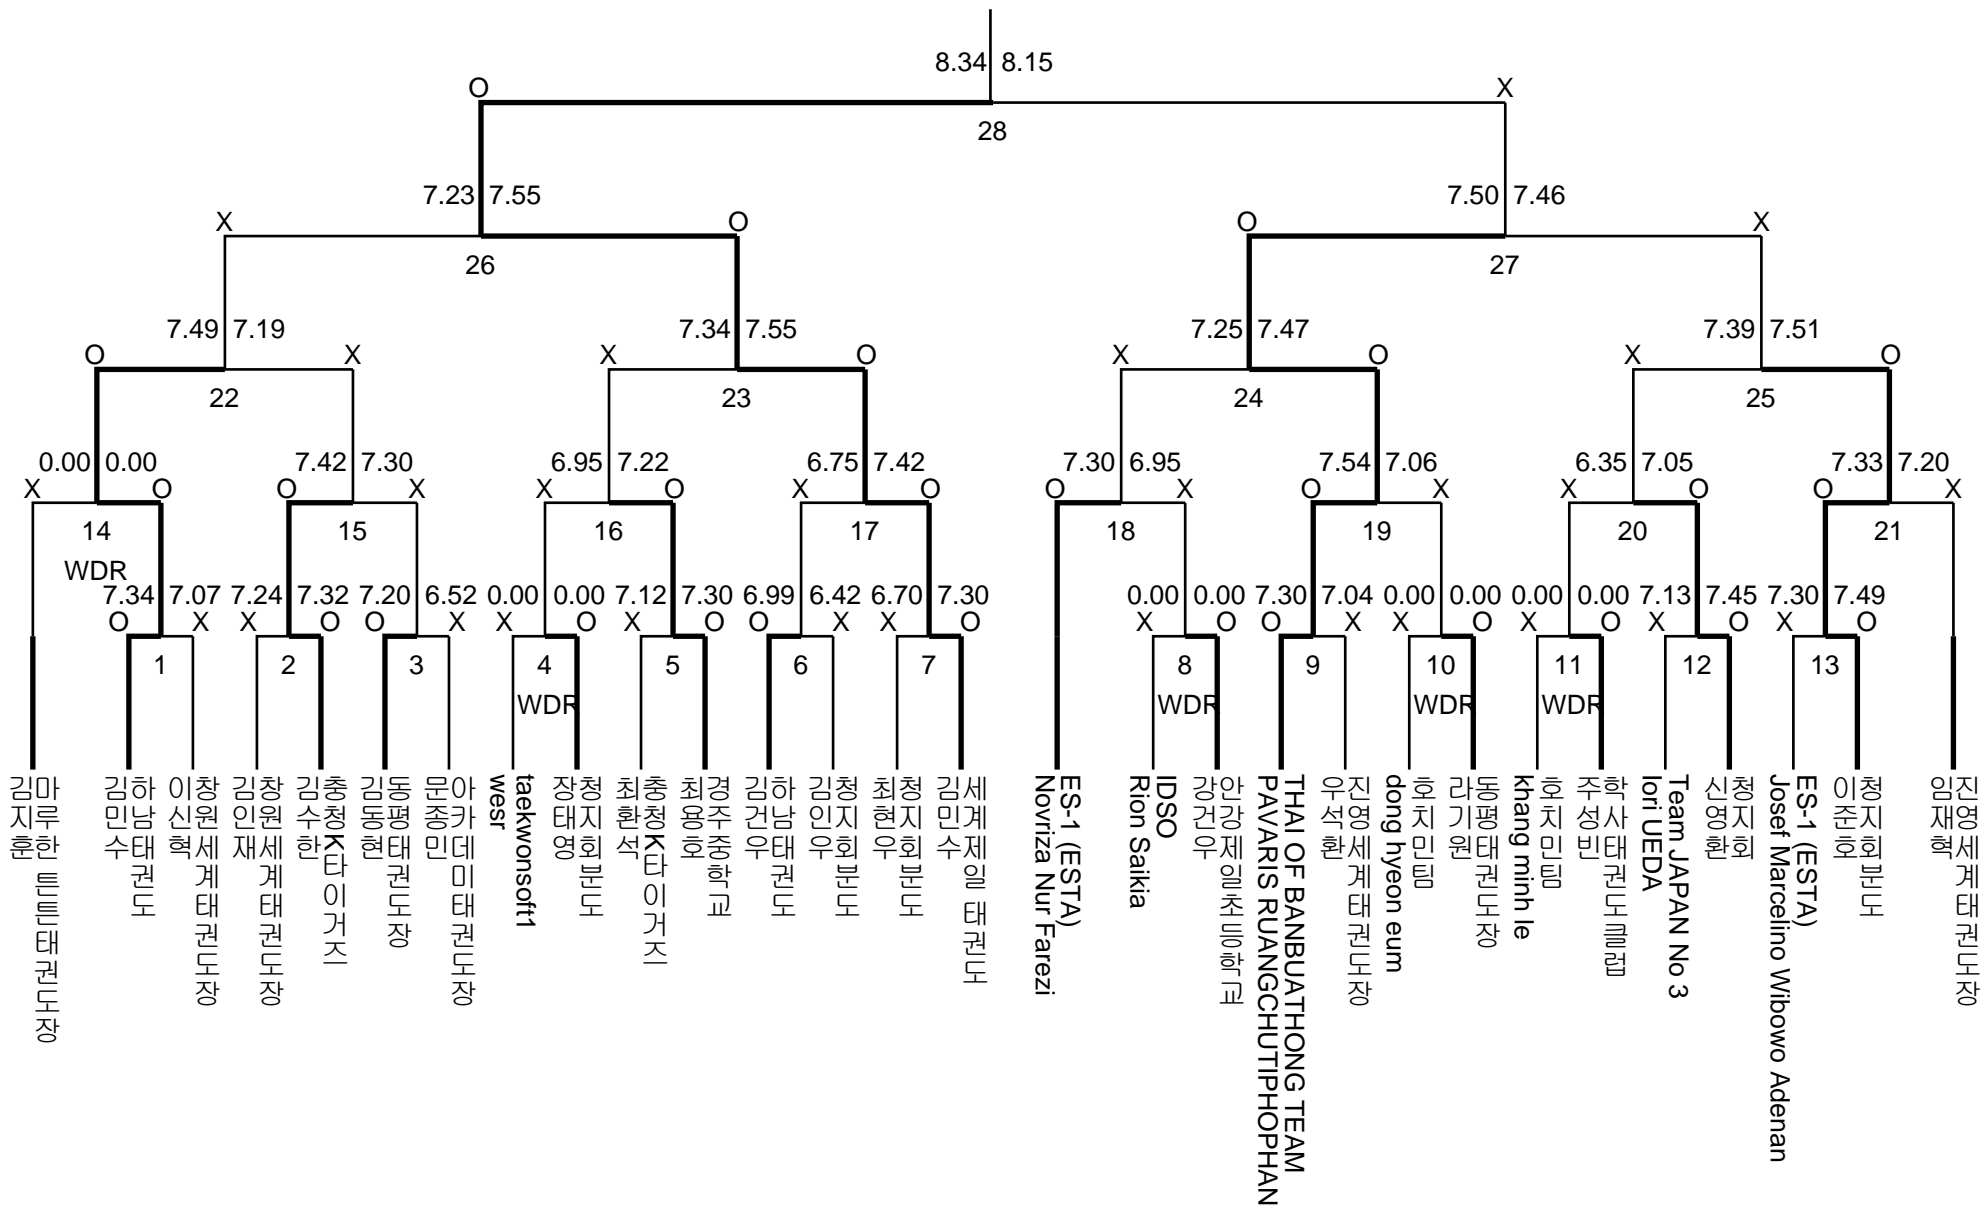 8.34 8.15
O X
28
7.23 7.55 7.50 7.46
X O O X
26 27
7.49 7.19 7.34 7.55 7.25 7.47 7.39 7.51
O X X O X O X O
22 23 24 25
0.00 0.00 7.42 7.30 6.95 7.22 6.75 7.42 7.30 6.95 7.54 7.06 6.35 7.05 7.33 7.20
X O O X X O X O O X O X X O O X
14 15 16 17 18 19 20 21
WDR
7.34 7.07 7.24 7.32 7.20 6.52 0.00 0.00 7.12 7.30 6.99 6.42 6.70 7.30 0.00 0.00 7.30 7.04 0.00 0.00 0.00 0.00 7.13 7.45 7.30 7.49
O X X O O X X O X O O X X O X O O X X O X O X O X O
1 2 3 4 5 6 7 8 9 10 11 12 13
WDR WDR WDR WDR
마루한 튼튼태권도장
김지훈
하남태권도
김민수
창원세계태권도장
이신혁
창원세계태권도장
김인재
충청K타이거즈
김수한
동평태권도장
김동현
아카데미태권도장
문종민
taekwonsoft1
wesr
청지회분도
장태영
충청K타이거즈
최환석
경주중학교
최용호
하남태권도
김건우
청지회분도
김인우
청지회분도
최현우
세계제일 태권도
김민수
ES-1 (ESTA)
Novriza Nur Farezi
IDSO
Rion Saikia
안강제일초등학교
강건우
THAI OF BANBUATHONG TEAM
PAVARIS RUANGCHUTIPHOPHAN
진영세계태권도장
우석환
호치민팀
dong hyeon eum
동평태권도장
라기원
호치민팀
khang minh le
학사태권도클럽
주성빈
Team JAPAN No 3
Iori UEDA
청지회
신영환
ES-1 (ESTA)
Josef Marcelino Wibowo Adenan
청지회분도
이준호
진영세계태권도장
임재혁